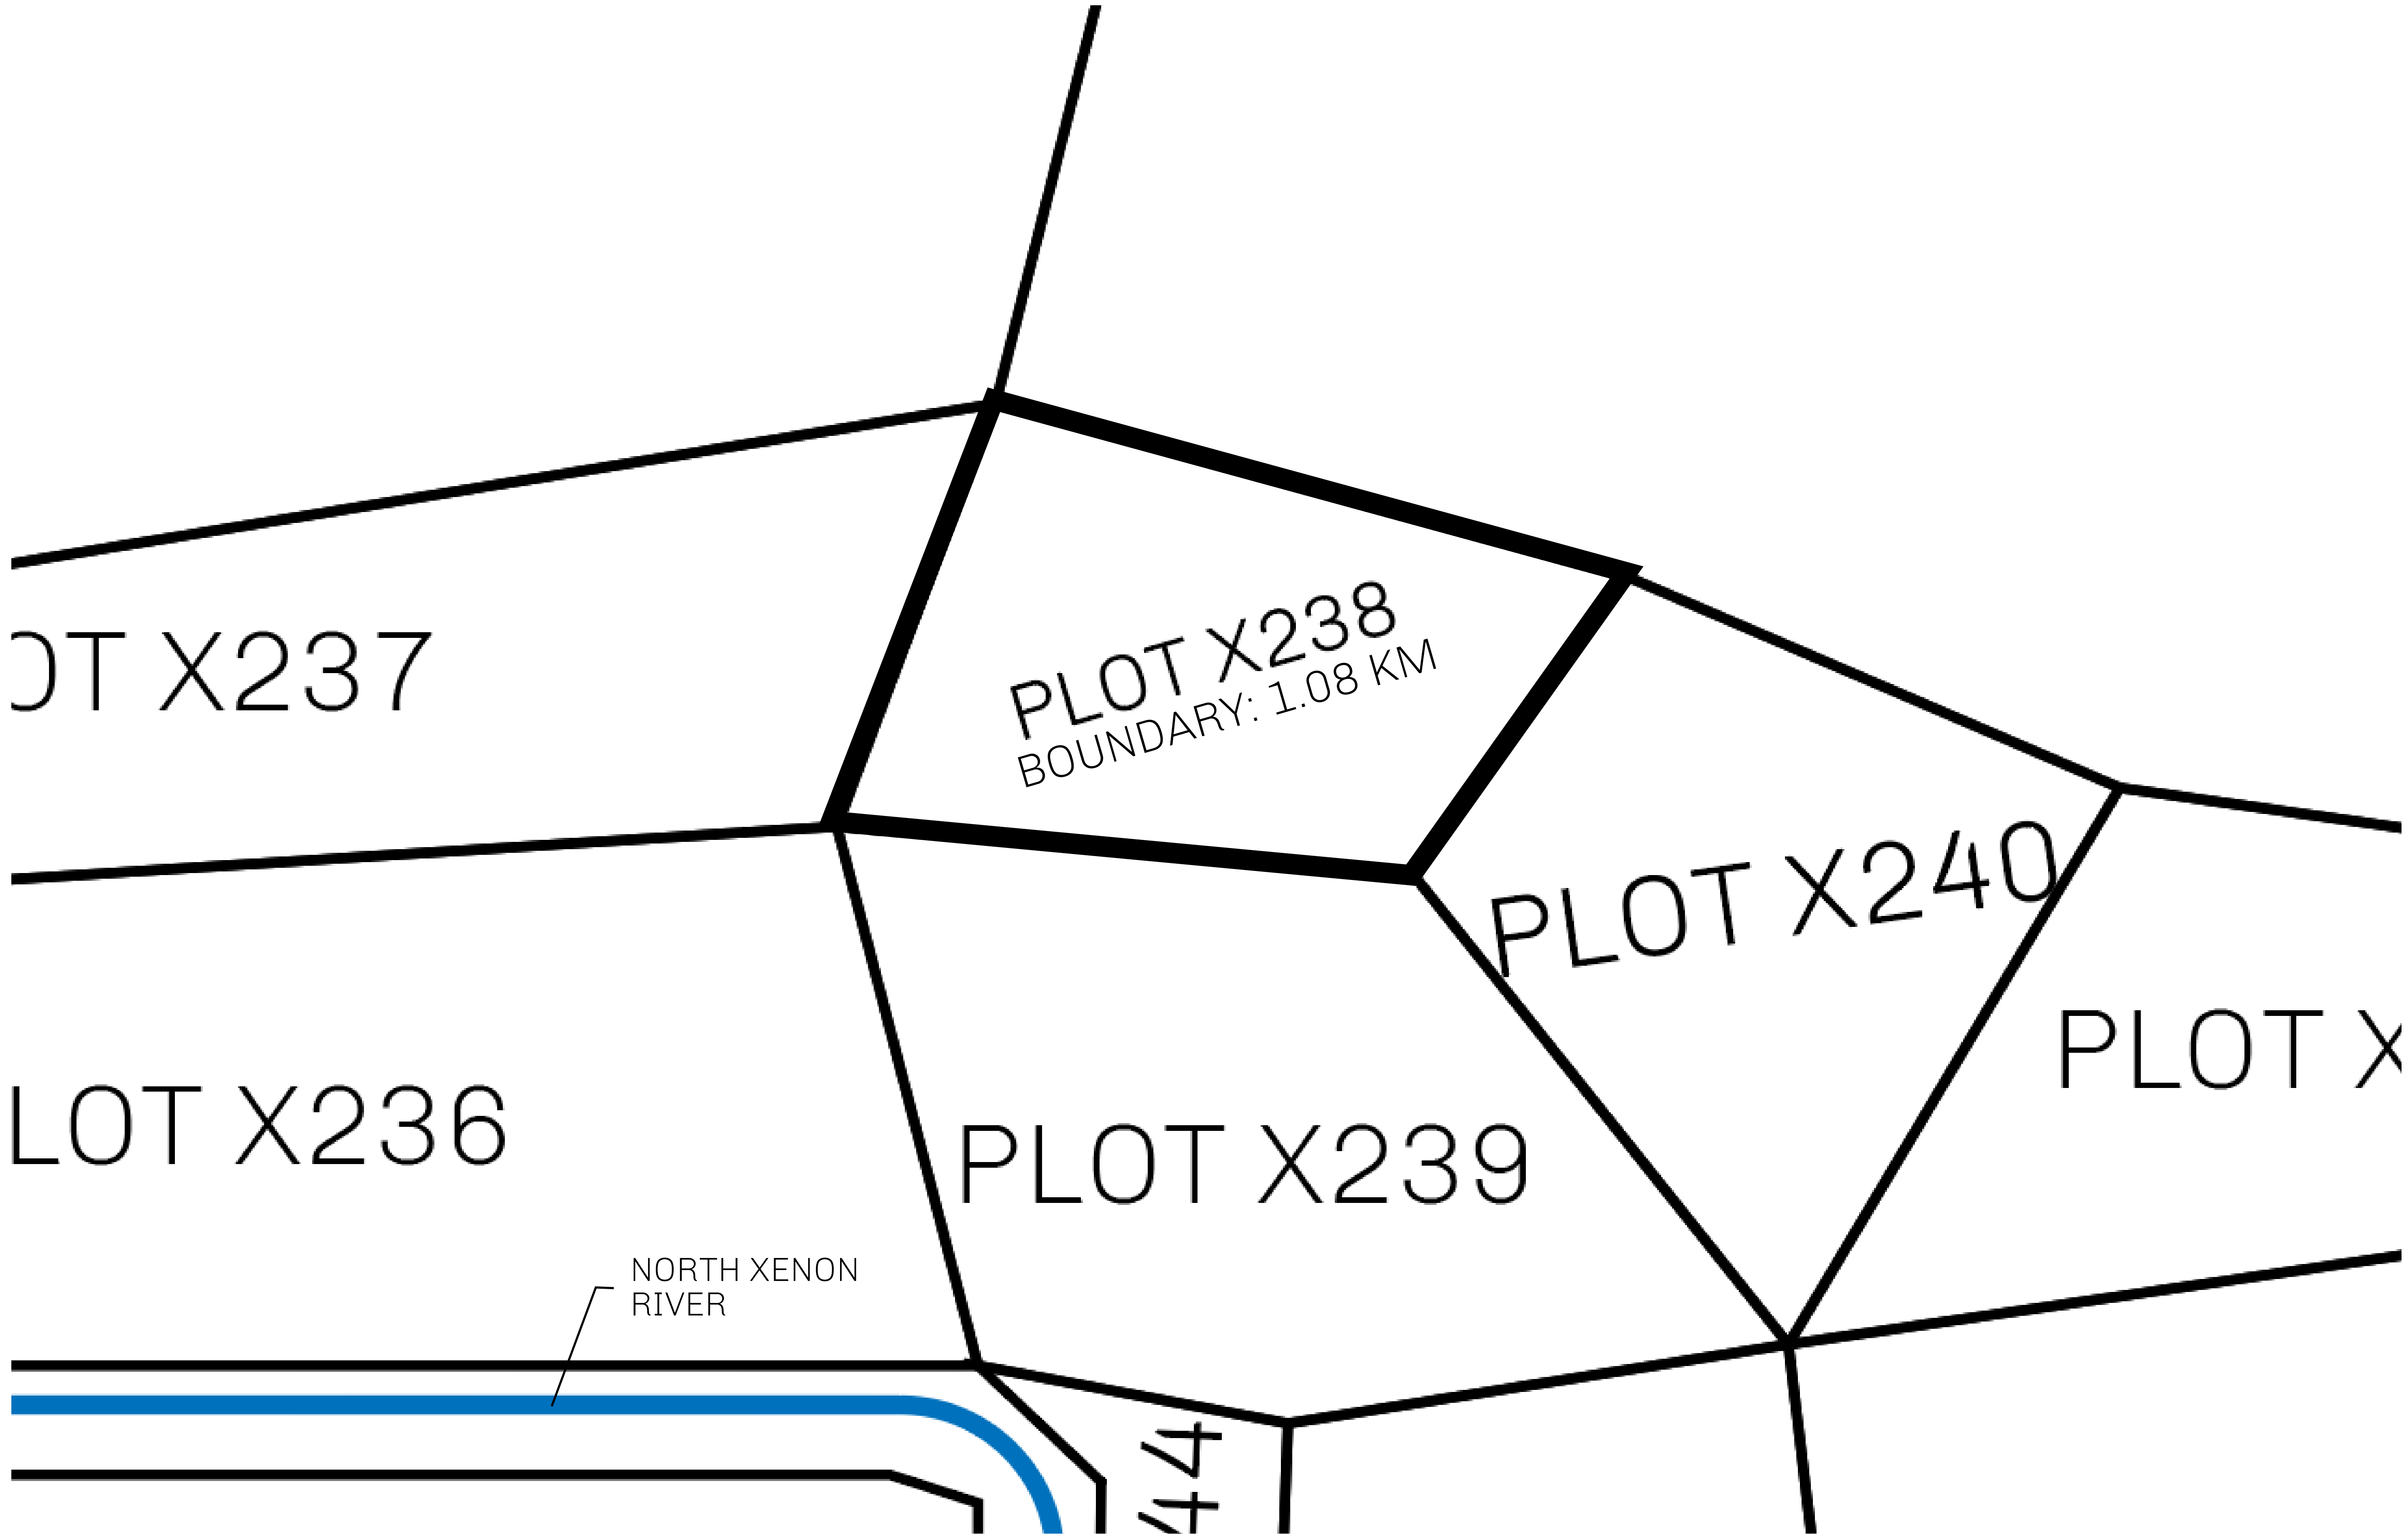 OT X237
PLOT X238
BOUNDARY: 1.08 KM
PLOT X240
PLOT X
LOT X236
PLOT X239
NORTH XENON
RIVER
44